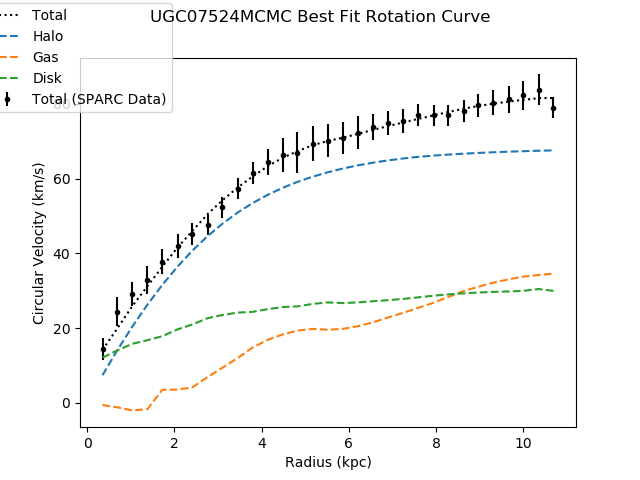 UGC07524MCMC Best Fit Rotation Curve
Total
Halo
Gas
Disk
Total (SPARC Data)
80
60
40
20
0
Circular Velocity (km/s)
0 2 4 6 8 10
Radius (kpc)